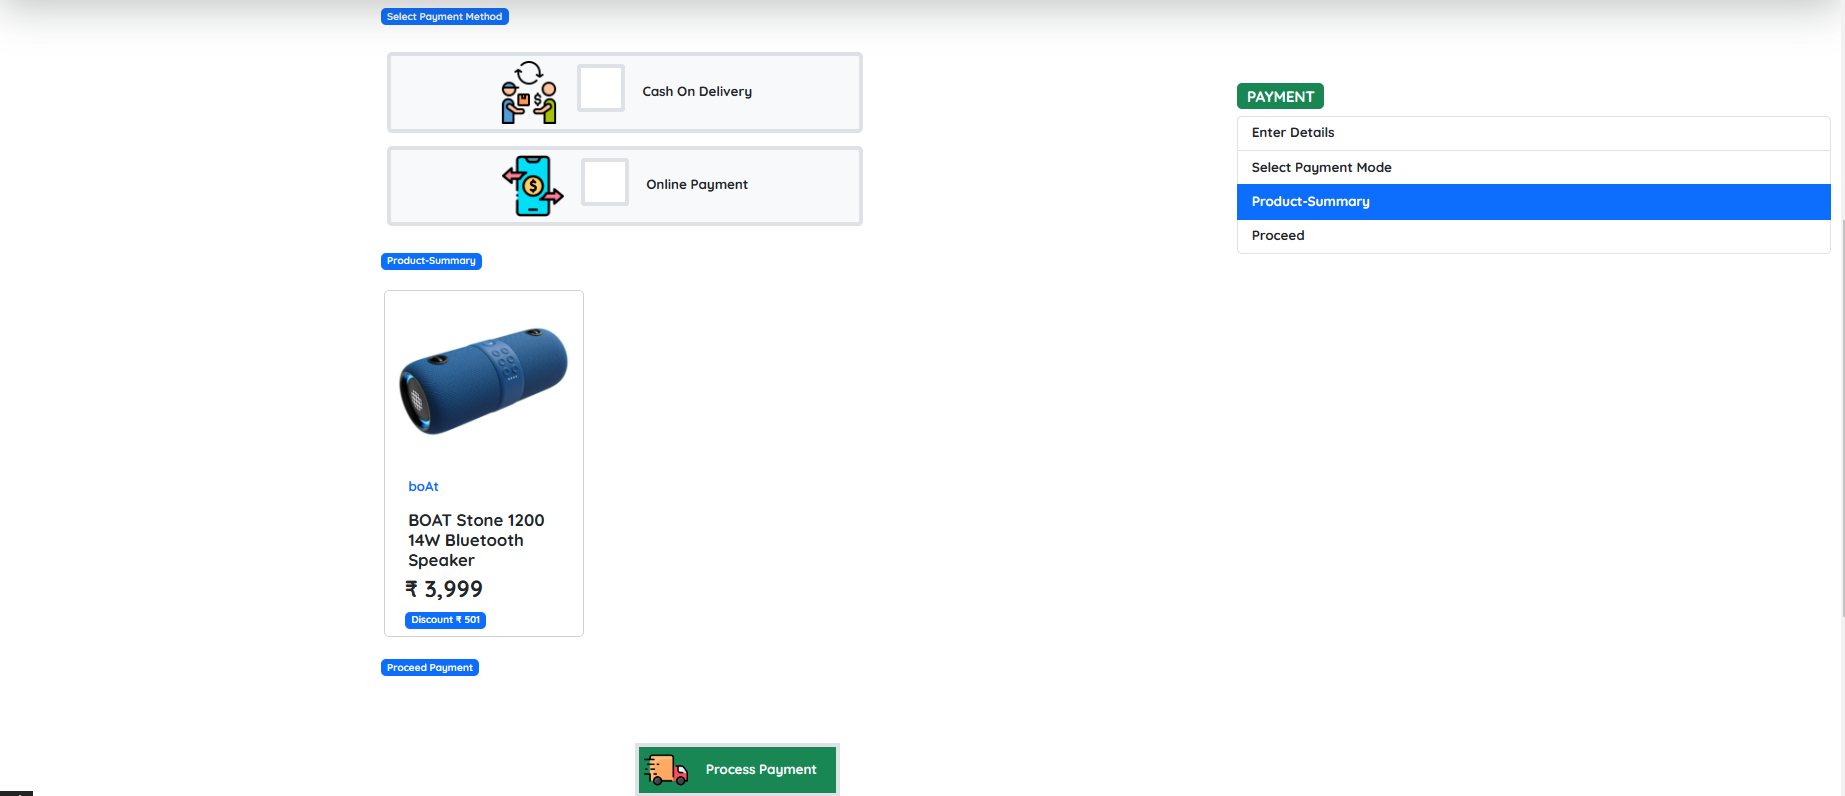 Select Payment Method
Cash On Delivery
Online Payment
Product-Summary
boAt
BOAT Stone 1200
14W Bluetooth
Speaker
₹ 3,999
Discount ₹ 501
Proceed Payment
Process Payment
PAYMENT
Enter Details
Select Payment Mode
Product-Summary
Proceed